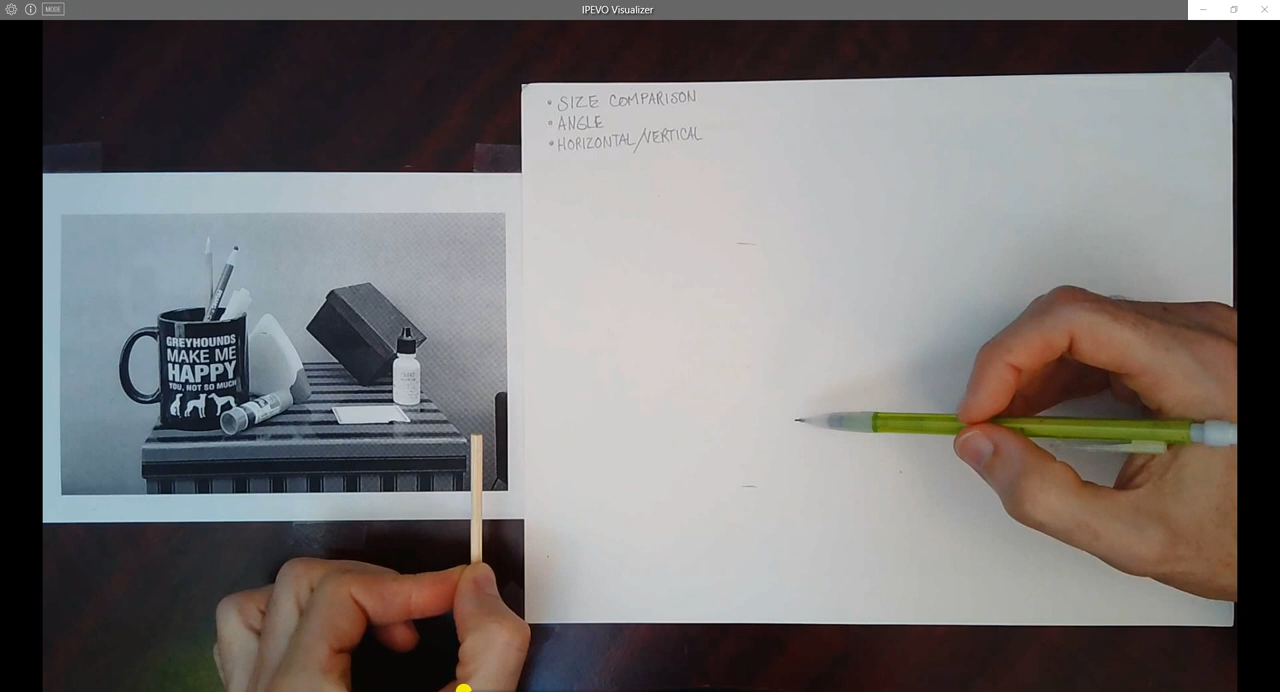 MODE
IPEVO Visualizer
• SIZE COMPARISON
• ANGLE
• HORIZONTAL/VERTICAL
GREYHOUNDS
MAKE ME
HAPPY
YOU, NOT SO MUCH